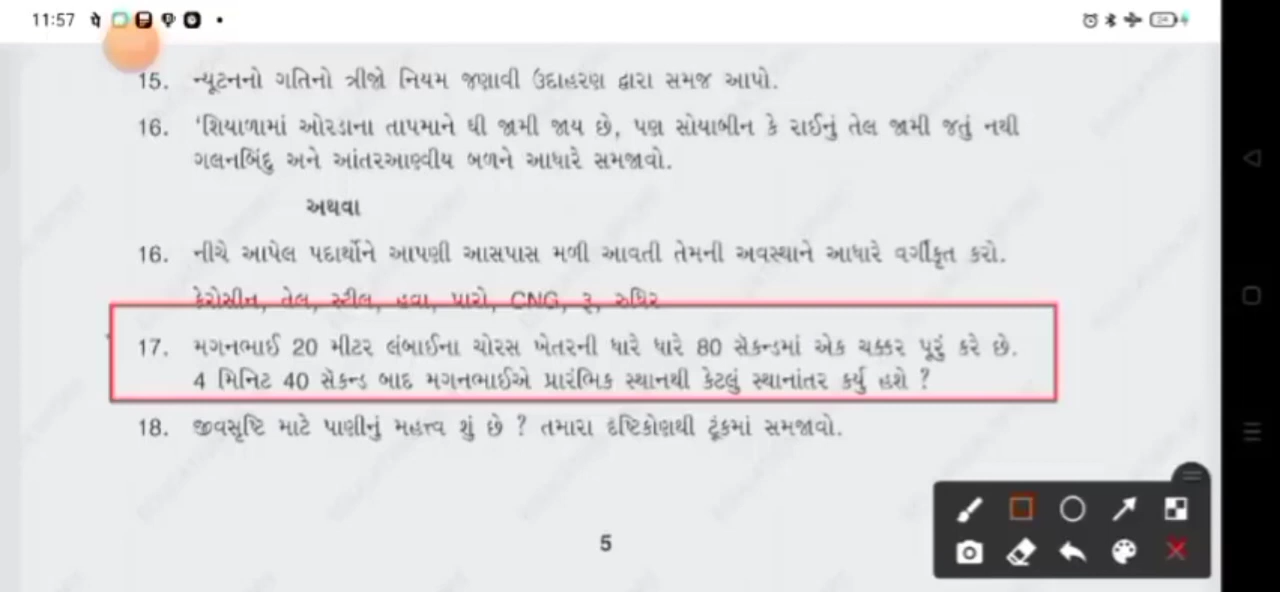 11:57
15. ન્યૂટનનો ગતિનો ત્રીજો નિયમ જણાવી ઉદાહરણ દ્વારા સમજ આપો.
16. ‘શિયાળામાં ઓરડાના તાપમાને ઘી જામી જાય છે, પણ સોયાબીન કે રાઈનું તેલ જામી જતું નથી
ગલનબિંદુ અને આંતરઆણ્વીય બળને આધારે સમજાવો.
અથવા
16. નીચે આપેલ પદાર્થોને આપણી આસપાસ મળી આવતી તેમની અવસ્થાને આધારે વર્ગીકૃત કરો.
કેરોસીન, તેલ, સ્ટીલ, હવા, પારો, CNG, રૂ, રુધિર
17. મગનભાઈ 20 મીટર લંબાઈના ચોરસ ખેતરની ધારે ધારે 80 સૅકન્ડમાં એક ચક્કર પૂરું કરે છે.
4 મિનિટ 40 સૅકન્ડ બાદ મગનભાઈએ પ્રારંભિક સ્થાનથી કેટલું સ્થાનાંતર કર્યુ હશે ?
18. જીવસૃષ્ટિ માટે પાણીનું મહત્ત્વ શું છે ? તમારા દૃષ્ટિકોણથી ટૂંકમાં સમજાવો.
5